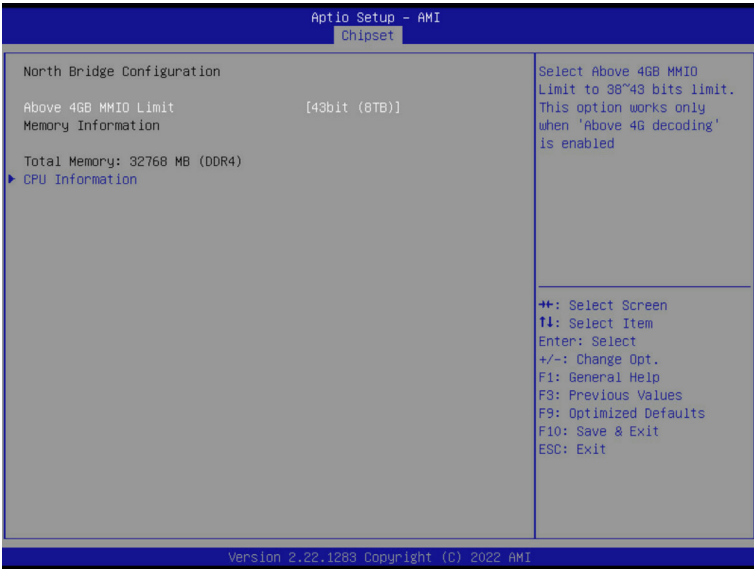 Aptio Setup – AMI
Chipset
North Bridge Configuration
Above 4GB MMIO Limit [43bit (8TB)]
Memory Information
Total Memory: 32768 MB (DDR4)
► CPU Information
Select Above 4GB MMIO
Limit to 38~43 bits limit.
This option works only
when 'Above 4G decoding'
is enabled
→←: Select Screen
↑↓: Select Item
Enter: Select
+/-: Change Opt.
F1: General Help
F3: Previous Values
F9: Optimized Defaults
F10: Save & Exit
ESC: Exit
Version 2.22.1283 Copyright (C) 2022 AMI